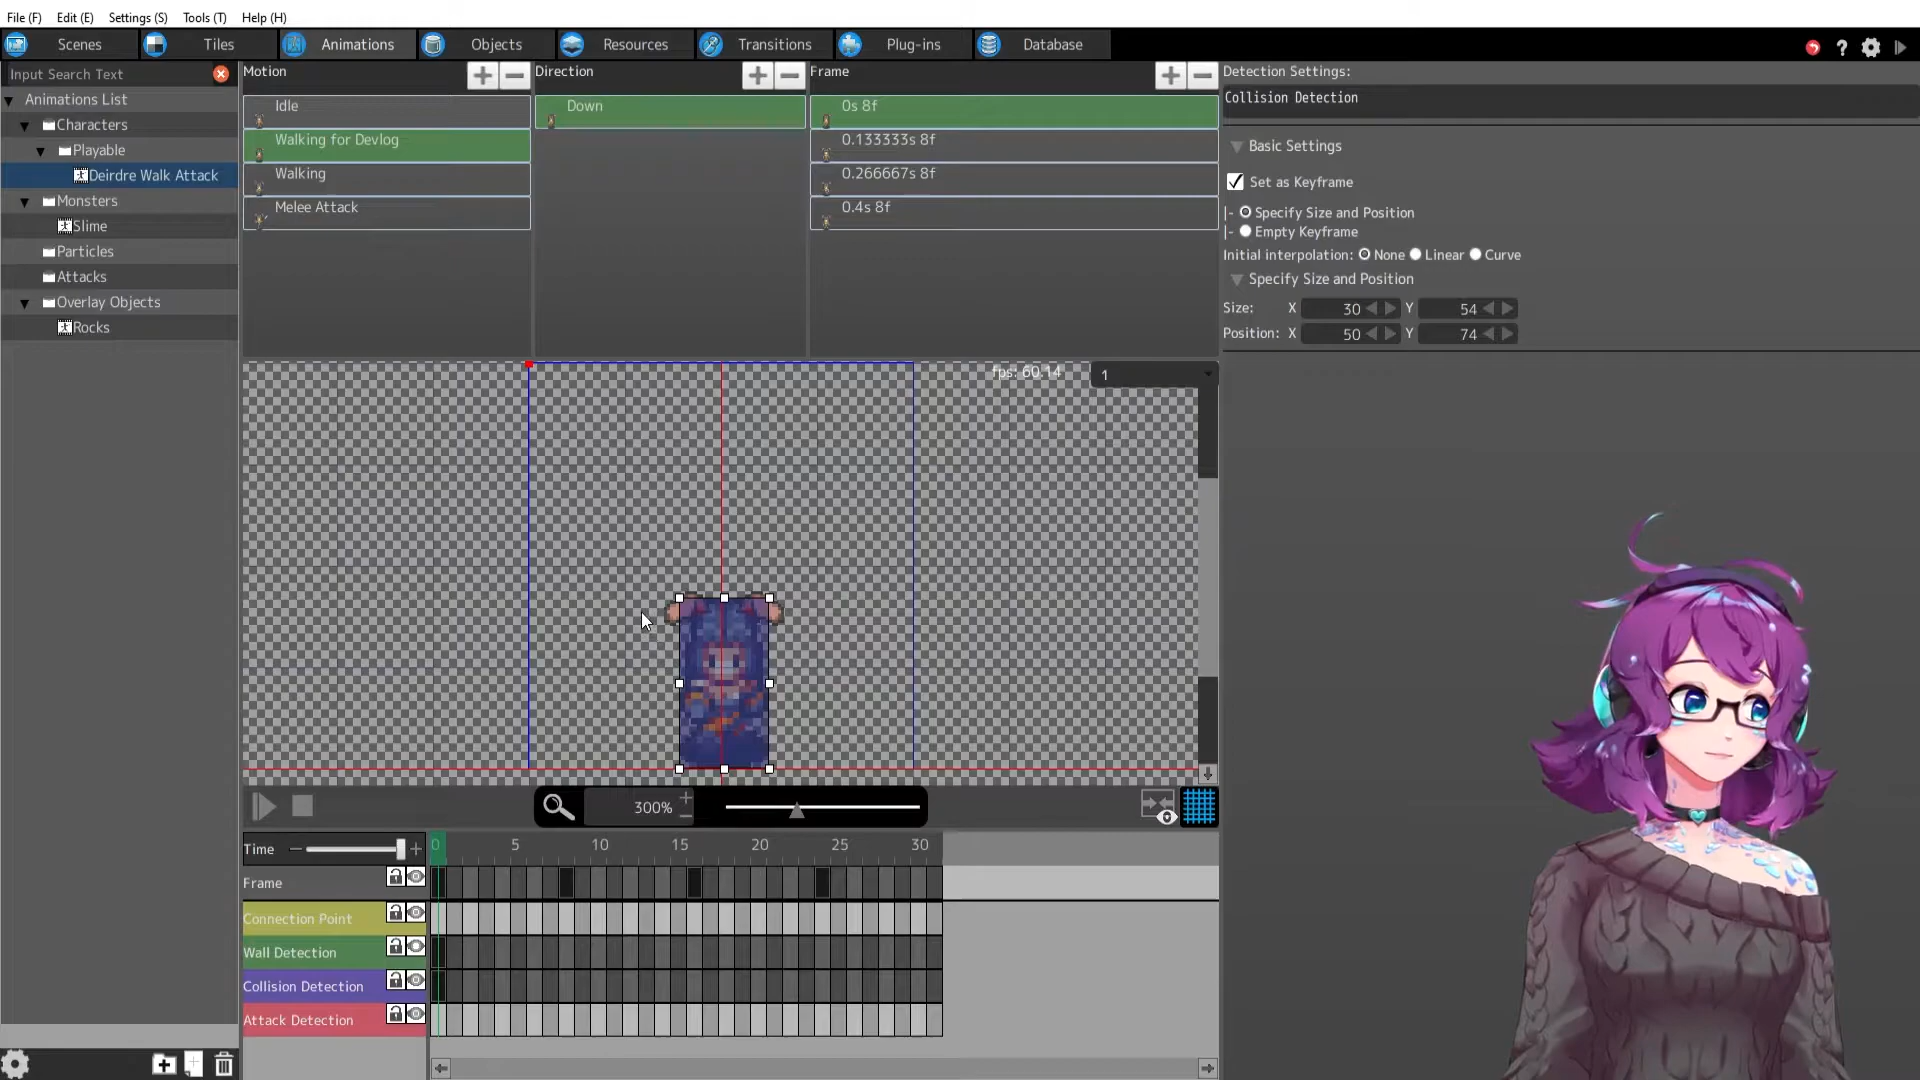 File (F) Edit (E) Settings (S) Tools (T) Help (H)
Scenes Tiles Animations Objects Resources Transitions Plug-ins Database
Input Search Text
Animations List
Characters
Playable
Deirdre Walk Attack
Monsters
Slime
Particles
Attacks
Overlay Objects
Rocks
Motion
Idle
Walking for Devlog
Walking
Melee Attack
Direction
Down
Frame
0s 8f
0.133333s 8f
0.266667s 8f
0.4s 8f
Detection Settings:
Collision Detection
Basic Settings
Set as Keyframe
|- Specify Size and Position
|- Empty Keyframe
Initial interpolation: None Linear Curve
Specify Size and Position
Size: X 30 Y 54
Position: X 50 Y 74
fps: 60.14
1
300%
Time 0 5 10 15 20 25 30
Frame
Connection Point
Wall Detection
Collision Detection
Attack Detection